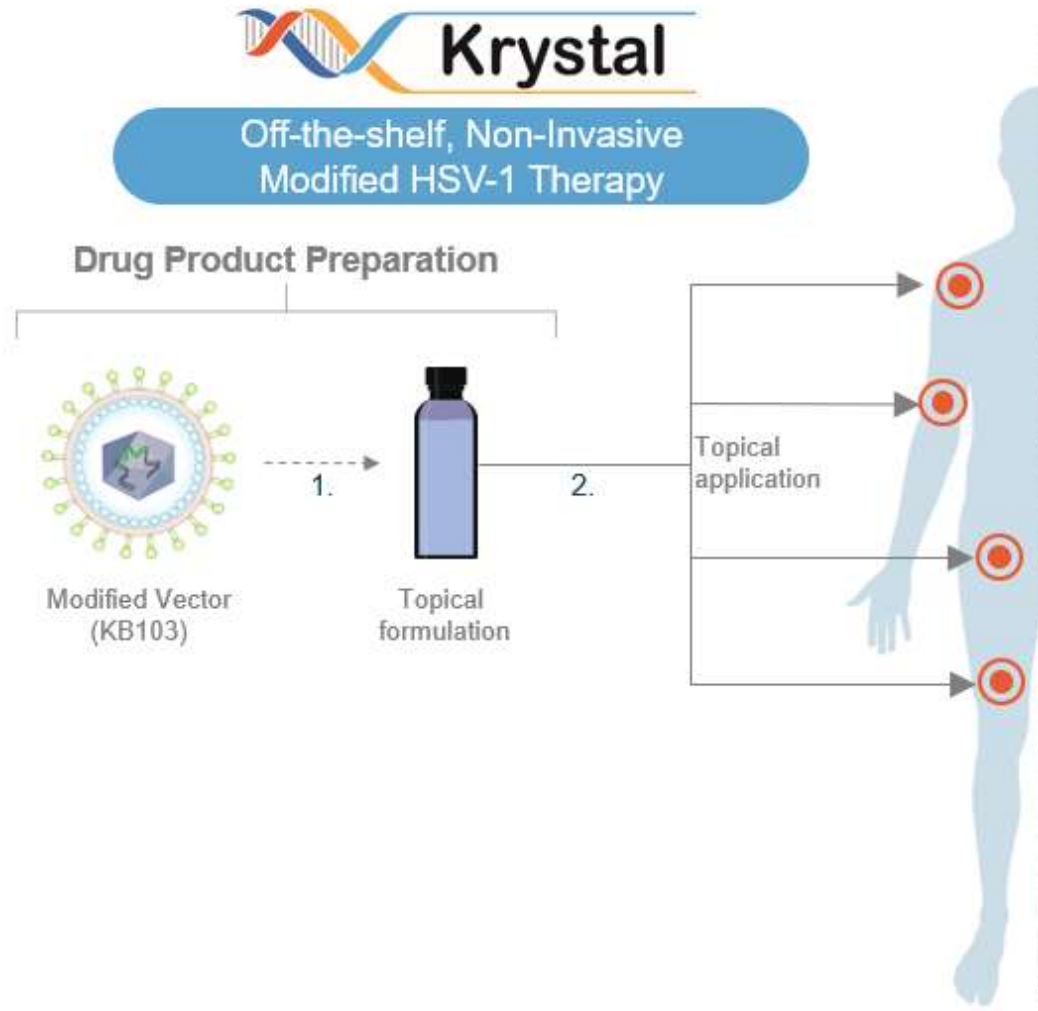 Krystal
Off-the-shelf, Non-Invasive
Modified HSV-1 Therapy
Drug Product Preparation
1.
2.
Topical
application
Modified Vector
(KB103)
Topical
formulation